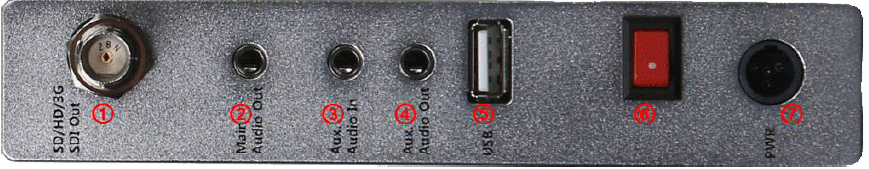 SD/HD/3G
SDI Out
①
Main
Audio Out
②
Aux.
Audio In
③
Aux.
Audio Out
④
USB
⑤
⑥
PWR
⑦